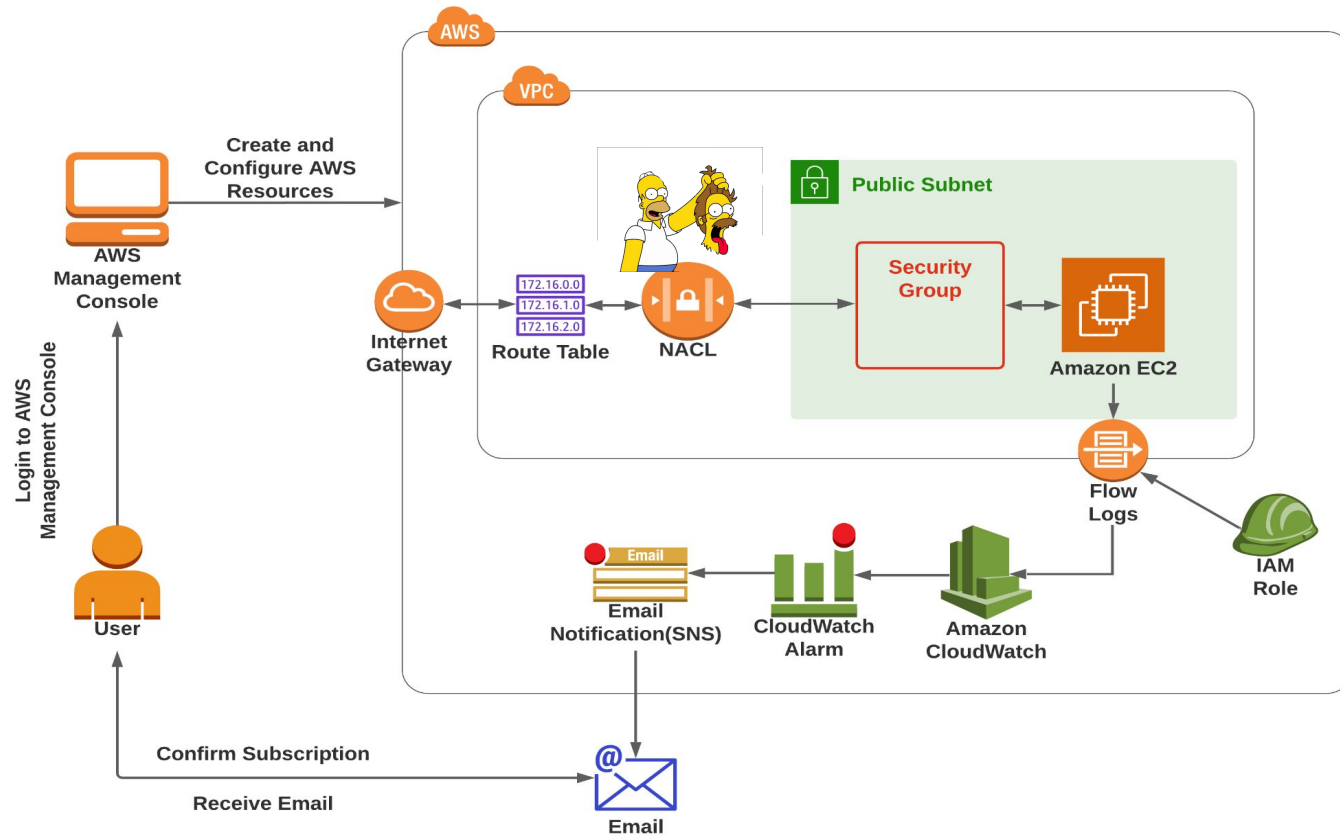 AWS
VPC
Create and
Configure AWS
Resources
Public Subnet
AWS
Management
Console
Security
Group
172.16.0.0
172.16.1.0
172.16.2.0
Internet
Gateway
Route Table
NACL
Amazon EC2
Login to AWS
Management Console
Flow
Logs
IAM
Role
Email
User
Email
Notification(SNS)
CloudWatch
Alarm
Amazon
CloudWatch
Confirm Subscription
@
Receive Email
Email